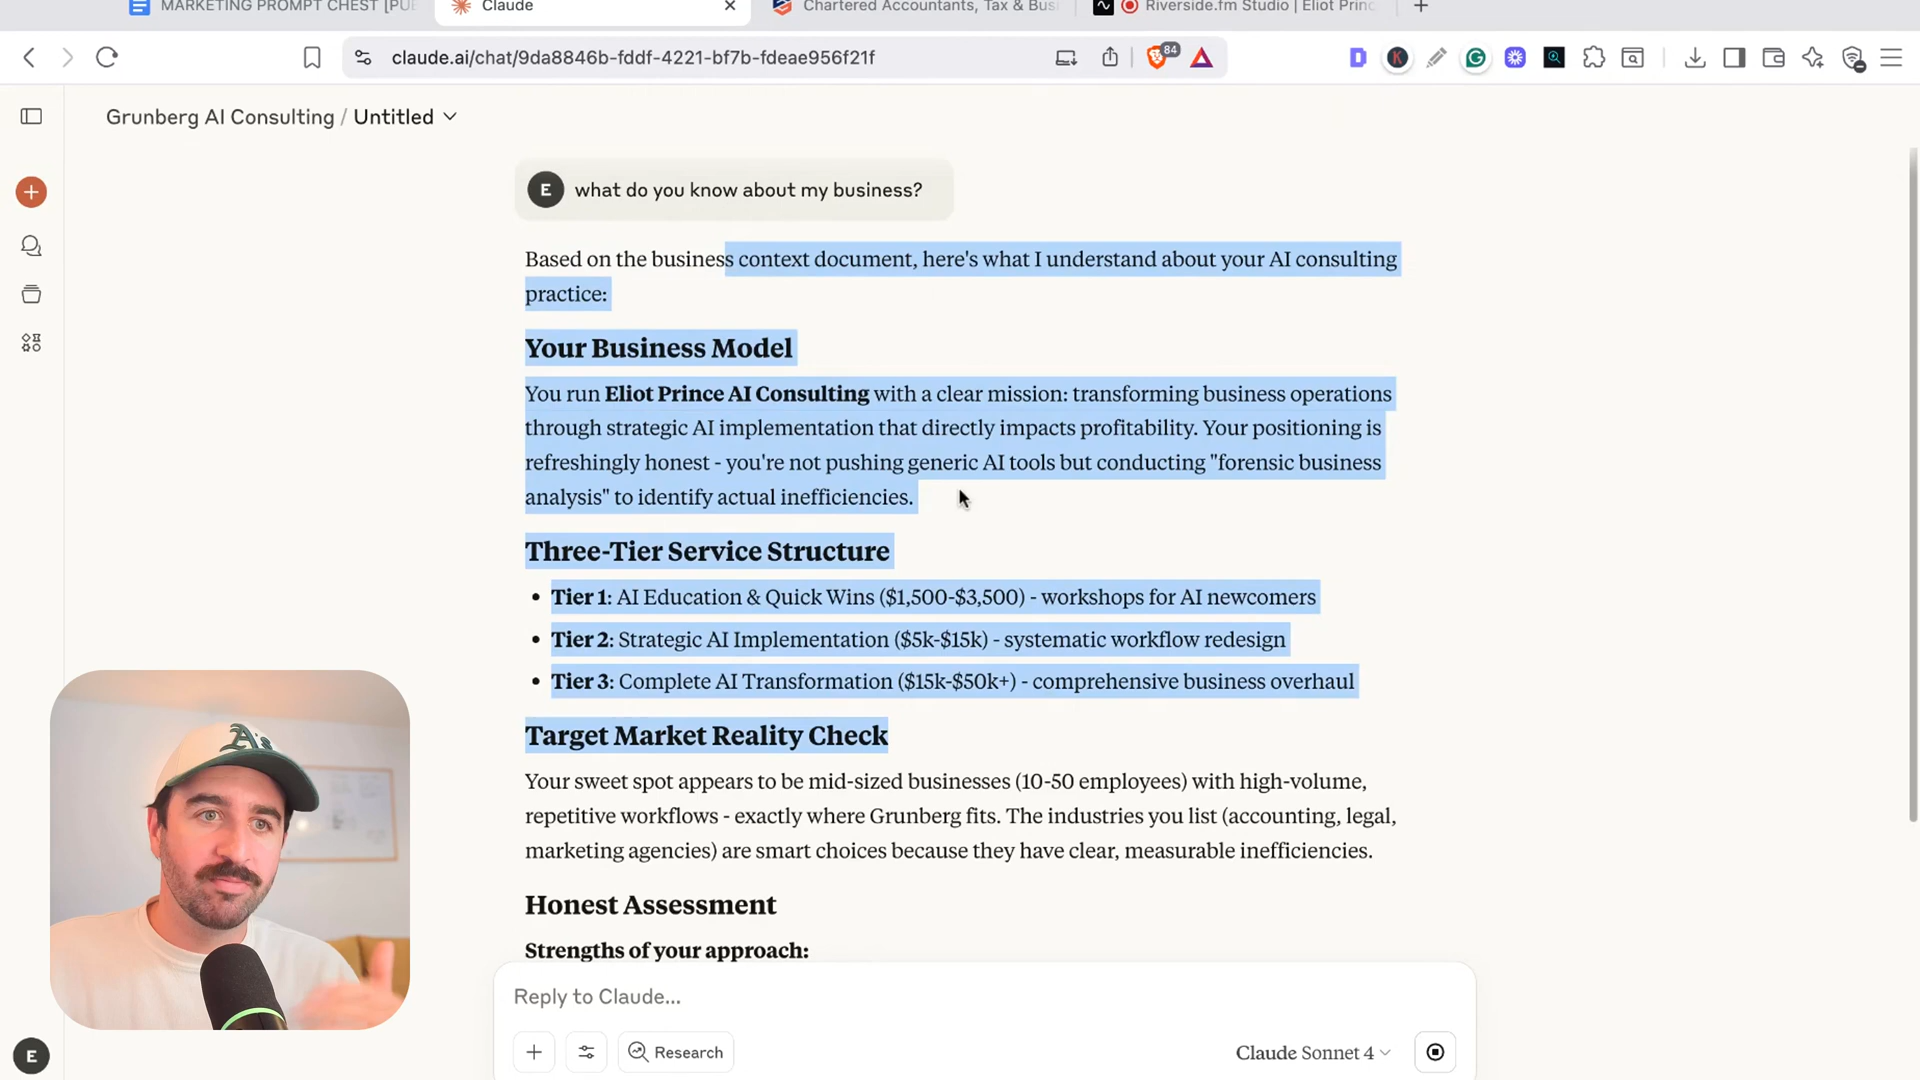 MARKETING PROMPT CHEST [PU
Claude
Chartered Accountants, Tax & Bus
Riverside.fm Studio | Eliot Princ
claude.ai/chat/9da8846b-fddf-4221-bf7b-fdeae956f21f
84
K
Grunberg AI Consulting / Untitled
E
what do you know about my business?
Based on the business context document, here's what I understand about your AI consulting
practice:
Your Business Model
You run Eliot Prince AI Consulting with a clear mission: transforming business operations
through strategic AI implementation that directly impacts profitability. Your positioning is
refreshingly honest - you're not pushing generic AI tools but conducting "forensic business
analysis" to identify actual inefficiencies.
Three-Tier Service Structure
• Tier 1: AI Education & Quick Wins ($1,500-$3,500) - workshops for AI newcomers
• Tier 2: Strategic AI Implementation ($5k-$15k) - systematic workflow redesign
• Tier 3: Complete AI Transformation ($15k-$50k+) - comprehensive business overhaul
Target Market Reality Check
Your sweet spot appears to be mid-sized businesses (10-50 employees) with high-volume,
repetitive workflows - exactly where Grunberg fits. The industries you list (accounting, legal,
marketing agencies) are smart choices because they have clear, measurable inefficiencies.
Honest Assessment
Strengths of your approach:
A's
Reply to Claude...
Research
Claude Sonnet 4
E